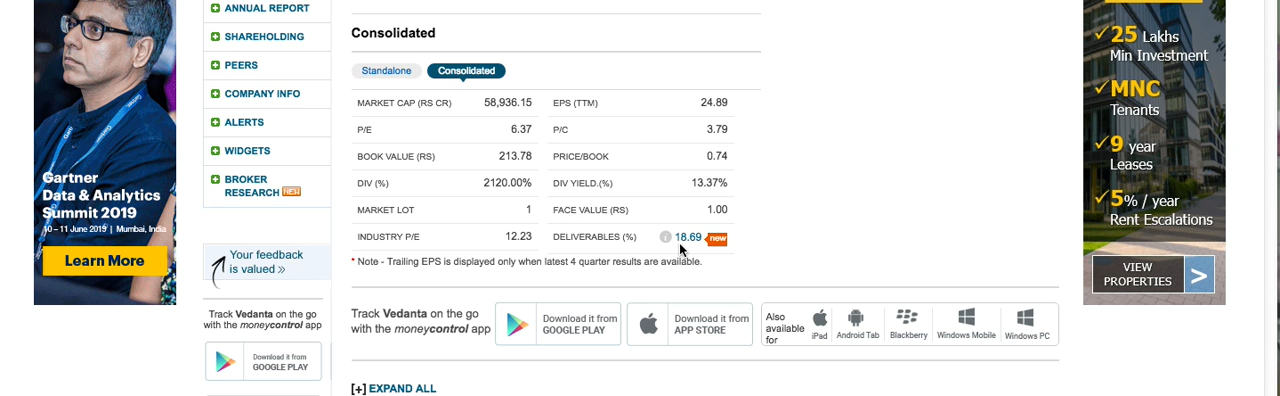 Gartner
Data & Analytics
Summit 2019
10 – 11 June 2019 | Mumbai, India
Learn More
ANNUAL REPORT
SHAREHOLDING
PEERS
COMPANY INFO
ALERTS
WIDGETS
BROKER
RESEARCH NEW
Your feedback
is valued »
Track Vedanta on the go
with the moneycontrol app
Download it from
GOOGLE PLAY
Consolidated
Standalone Consolidated
MARKET CAP (RS CR) 58,936.15 EPS (TTM) 24.89
P/E 6.37 P/C 3.79
BOOK VALUE (RS) 213.78 PRICE/BOOK 0.74
DIV (%) 2120.00% DIV YIELD.(%) 13.37%
MARKET LOT 1 FACE VALUE (RS) 1.00
INDUSTRY P/E 12.23 DELIVERABLES (%) i 18.69 new
* Note - Trailing EPS is displayed only when latest 4 quarter results are available.
Track Vedanta on the go
with the moneycontrol app
Download it from
GOOGLE PLAY
Download it from
APP STORE
Also
available
for
iPad Android Tab Blackberry Windows Mobile Windows PC
[+] EXPAND ALL
✓25 Lakhs
Min Investment
✓MNC
Tenants
✓9 year
Leases
✓5% / year
Rent Escalations
VIEW
PROPERTIES >